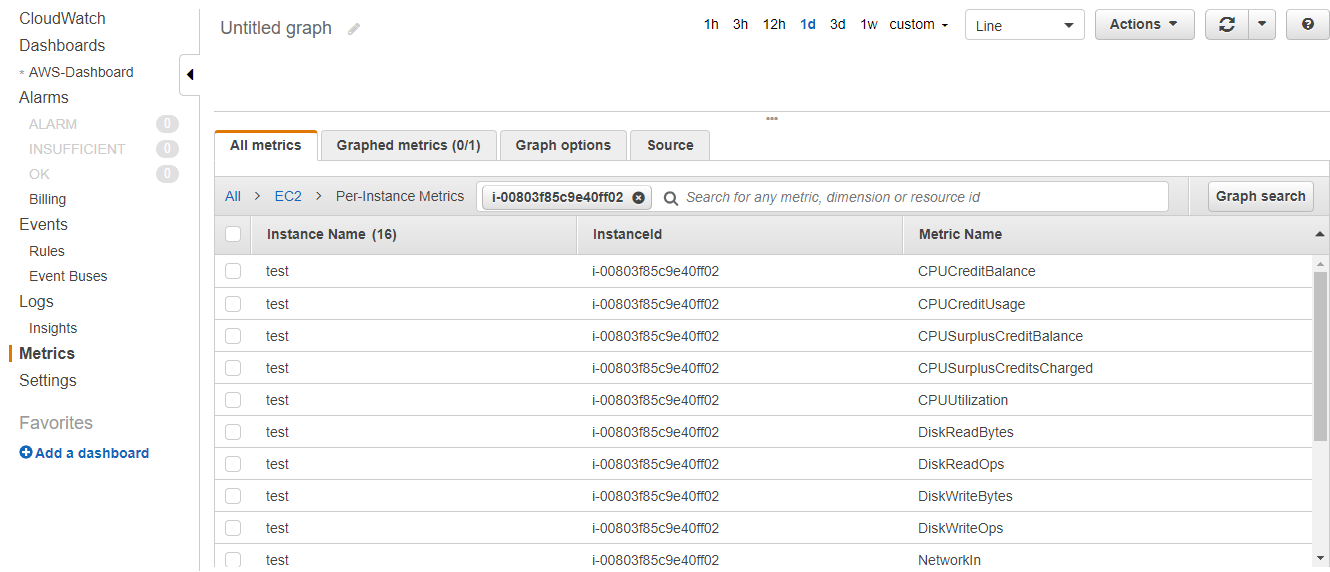 CloudWatch
Dashboards
* AWS-Dashboard
Alarms
ALARM 0
INSUFFICIENT 0
OK 0
Billing
Events
Rules
Event Buses
Logs
Insights
Metrics
Settings
Favorites
Add a dashboard
Untitled graph
1h 3h 12h 1d 3d 1w custom
Line
Actions
All metrics Graphed metrics (0/1) Graph options Source
All > EC2 > Per-Instance Metrics i-00803f85c9e40ff02 Search for any metric, dimension or resource id Graph search
Instance Name (16) InstanceId Metric Name
test i-00803f85c9e40ff02 CPUCreditBalance
test i-00803f85c9e40ff02 CPUCreditUsage
test i-00803f85c9e40ff02 CPUSurplusCreditBalance
test i-00803f85c9e40ff02 CPUSurplusCreditsCharged
test i-00803f85c9e40ff02 CPUUtilization
test i-00803f85c9e40ff02 DiskReadBytes
test i-00803f85c9e40ff02 DiskReadOps
test i-00803f85c9e40ff02 DiskWriteBytes
test i-00803f85c9e40ff02 DiskWriteOps
test i-00803f85c9e40ff02 NetworkIn